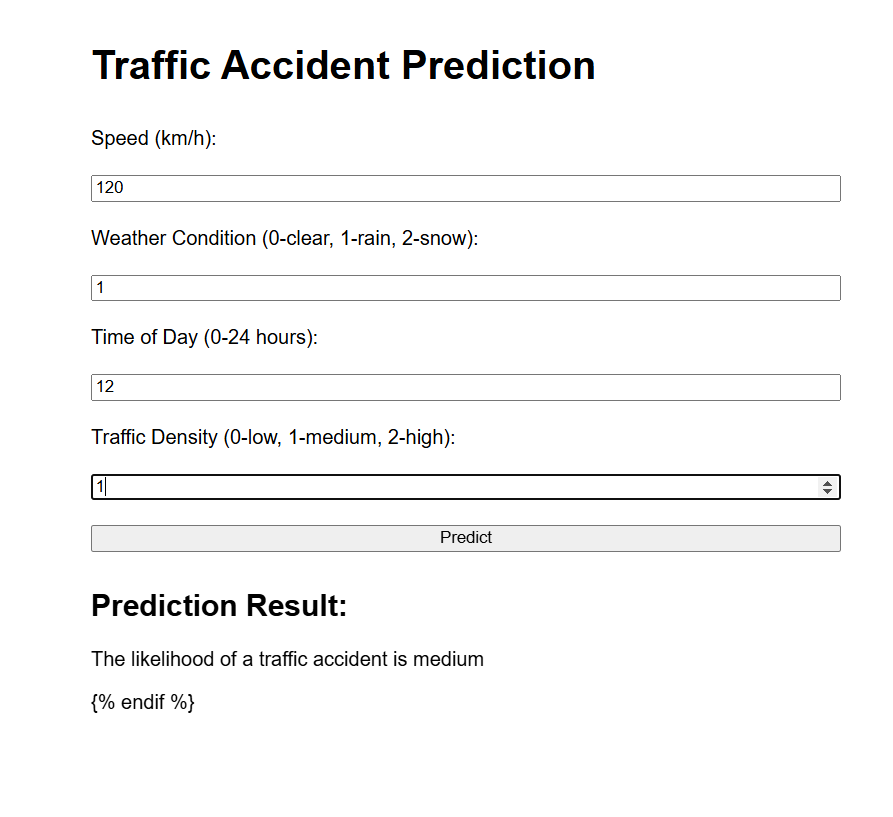 Traffic Accident Prediction
Speed (km/h):
120
Weather Condition (0-clear, 1-rain, 2-snow):
1
Time of Day (0-24 hours):
12
Traffic Density (0-low, 1-medium, 2-high):
1
Predict
Prediction Result:
The likelihood of a traffic accident is medium
{% endif %}